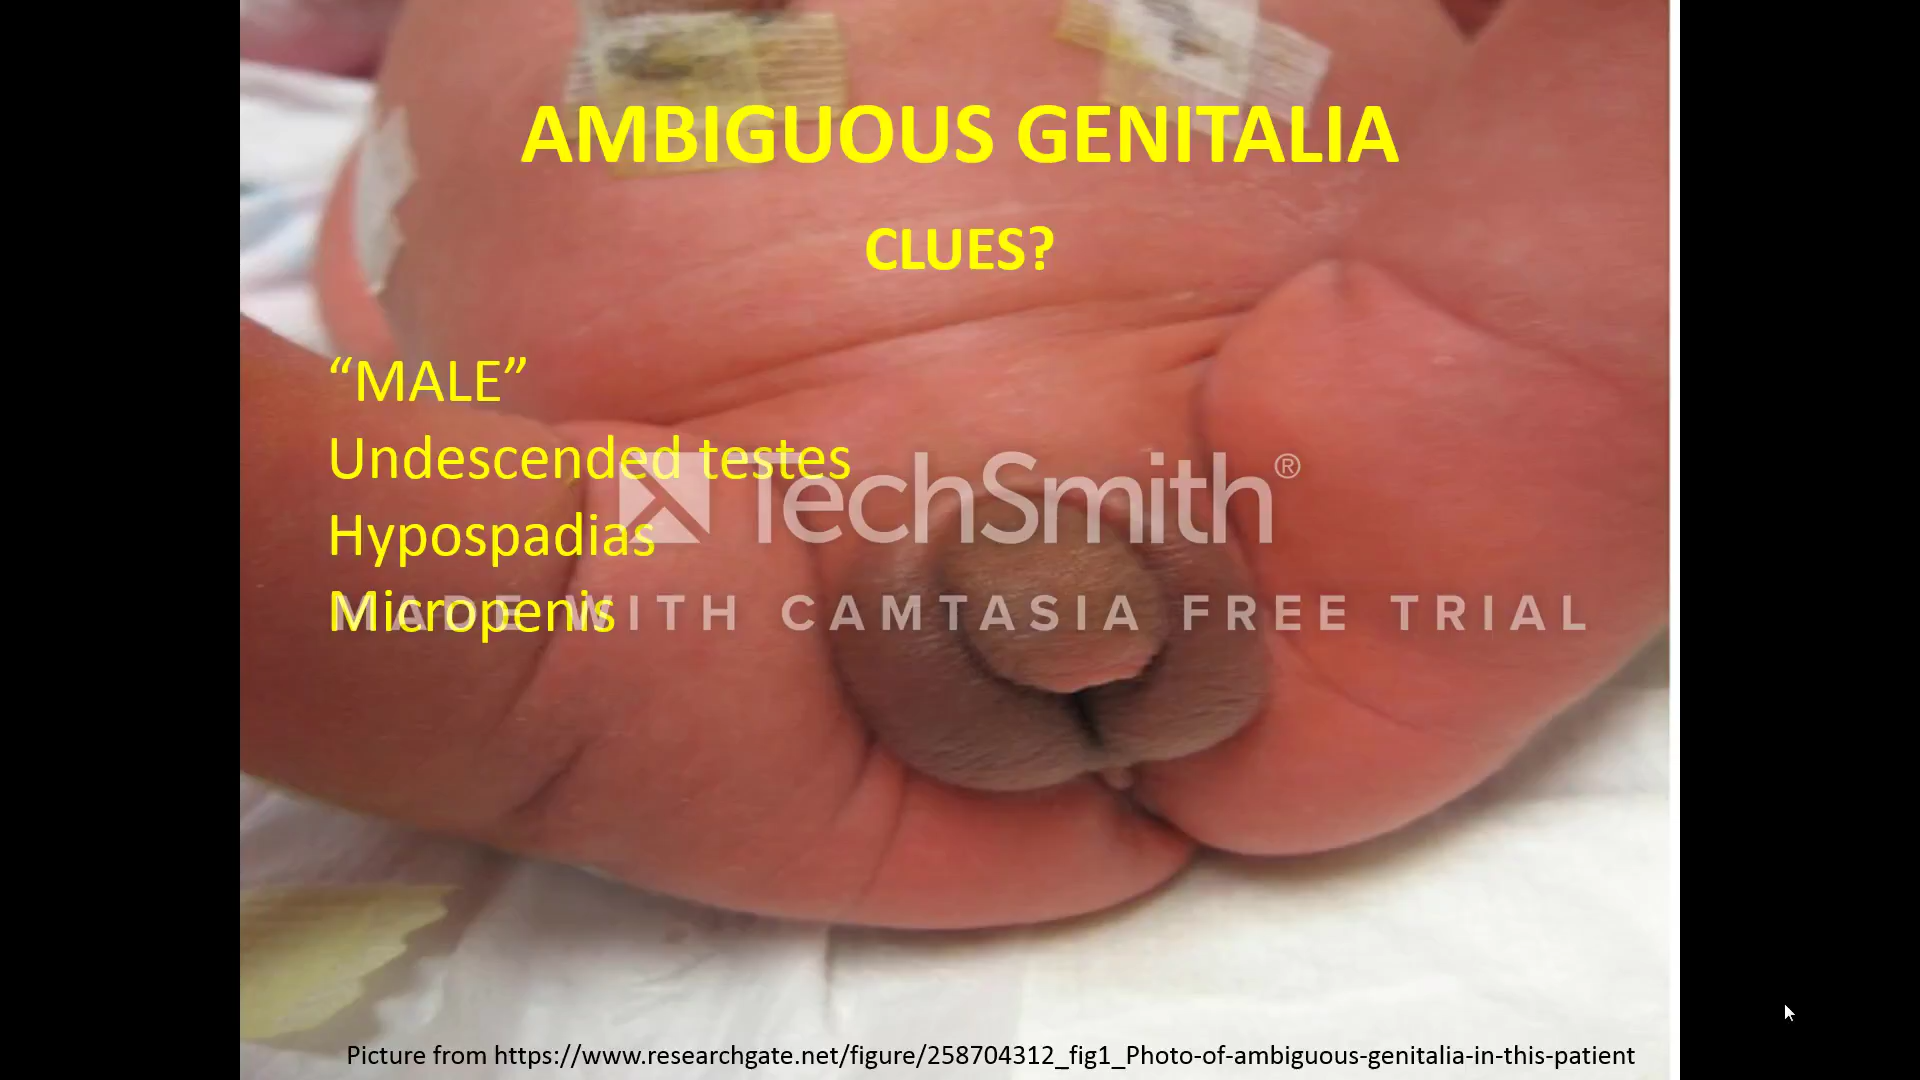 AMBIGUOUS GENITALIA
CLUES?
“MALE”
Undescended testes
Hypospadias
Micropenis
TechSmith®
MADE WITH CAMTASIA FREE TRIAL
Picture from https://www.researchgate.net/figure/258704312_fig1_Photo-of-ambiguous-genitalia-in-this-patient